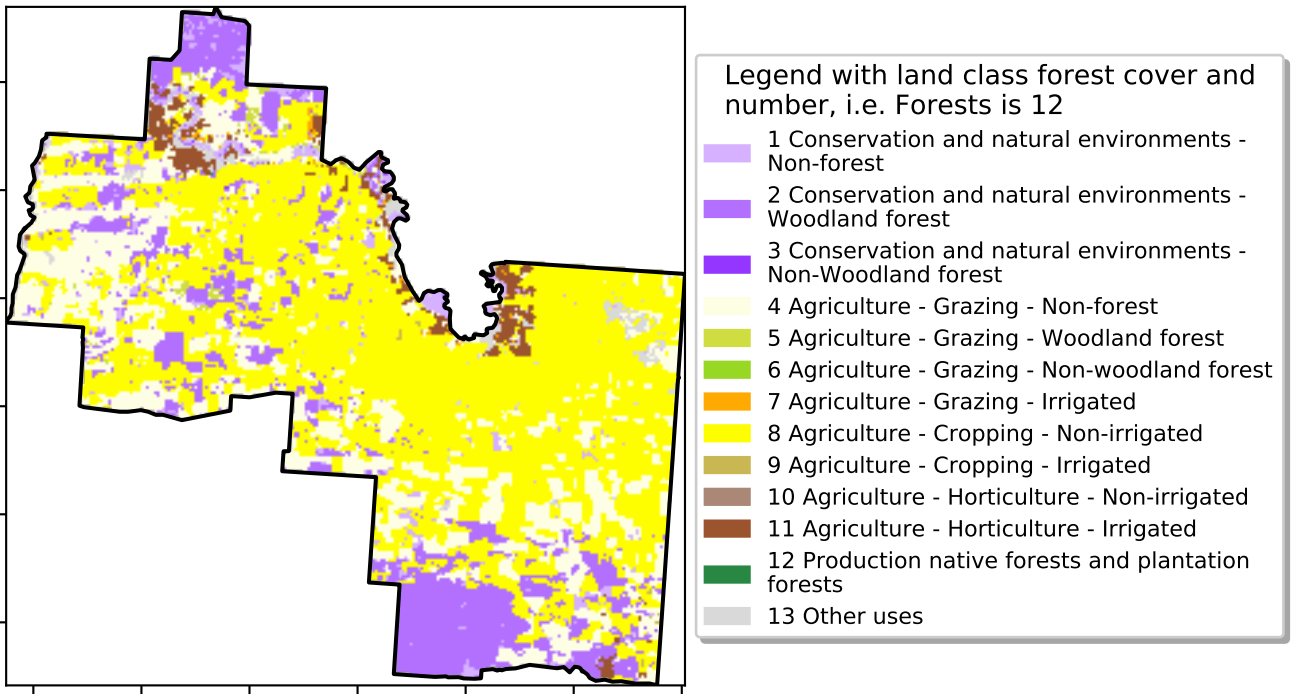 Legend with land class forest cover and
number, i.e. Forests is 12
1 Conservation and natural environments -
Non-forest
2 Conservation and natural environments -
Woodland forest
3 Conservation and natural environments -
Non-Woodland forest
4 Agriculture - Grazing - Non-forest
5 Agriculture - Grazing - Woodland forest
6 Agriculture - Grazing - Non-woodland forest
7 Agriculture - Grazing - Irrigated
8 Agriculture - Cropping - Non-irrigated
9 Agriculture - Cropping - Irrigated
10 Agriculture - Horticulture - Non-irrigated
11 Agriculture - Horticulture - Irrigated
12 Production native forests and plantation
forests
13 Other uses